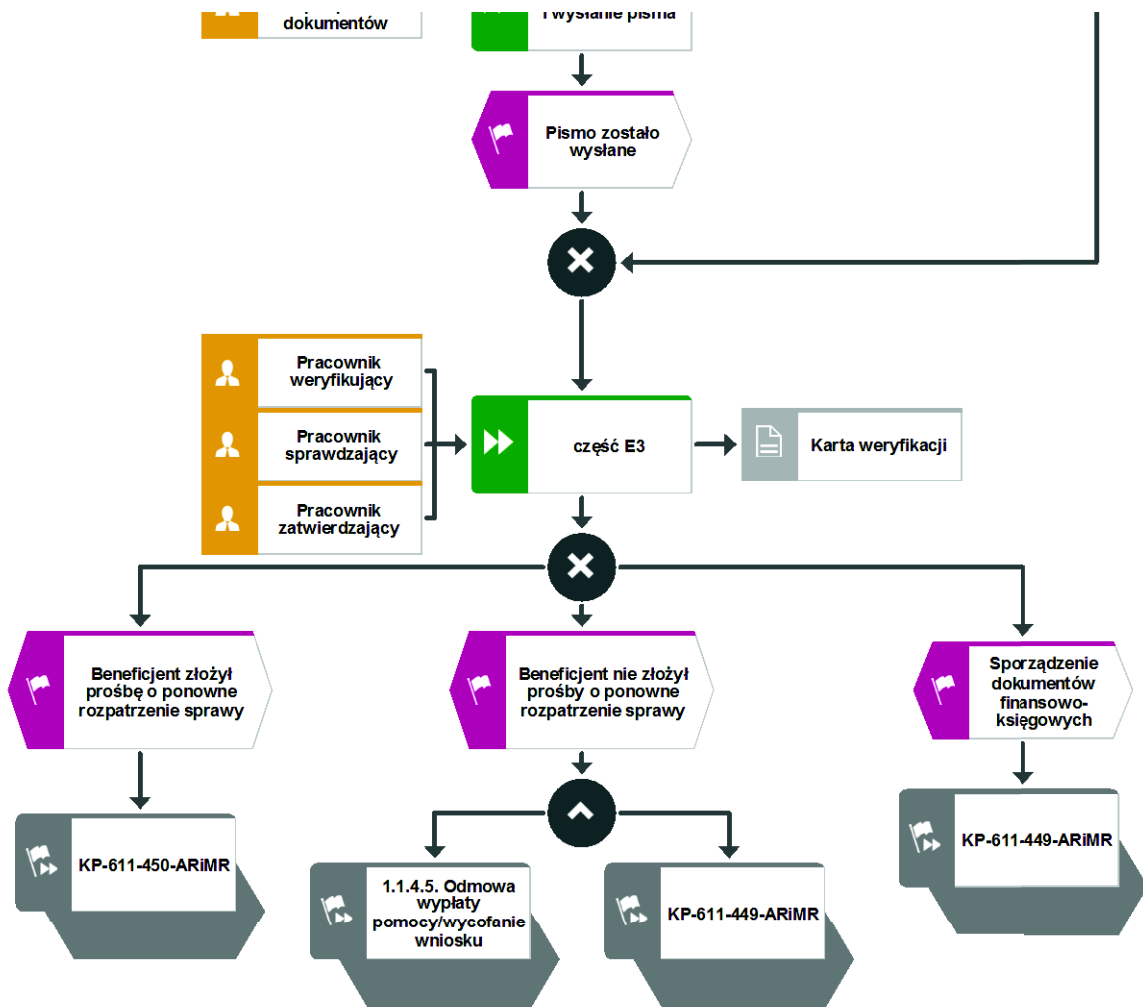 dokumentów
i wysłanie pisma
Pismo zostało
wysłane
Pracownik
weryfikujący
Pracownik
sprawdzający
Pracownik
zatwierdzający
część E3
Karta weryfikacji
Beneficjent złożył
prośbę o ponowne
rozpatrzenie sprawy
Beneficjent nie złożył
prośby o ponowne
rozpatrzenie sprawy
Sporządzenie
dokumentów
finansowo-
księgowych
KP-611-450-ARiMR
1.1.4.5. Odmowa
wypłaty
pomocy/wycofanie
wniosku
KP-611-449-ARiMR
KP-611-449-ARiMR